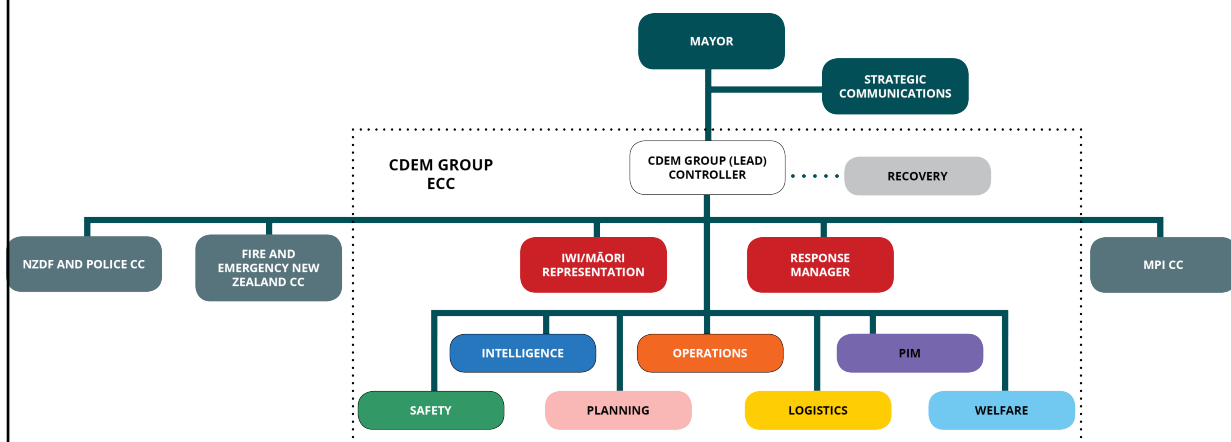 MAYOR
STRATEGIC
COMMUNICATIONS
CDEM GROUP
ECC
CDEM GROUP (LEAD)
CONTROLLER
RECOVERY
NZDF AND POLICE CC
FIRE AND
EMERGENCY NEW
ZEALAND CC
IWI/MĀORI
REPRESENTATION
RESPONSE
MANAGER
MPI CC
INTELLIGENCE
OPERATIONS
PIM
SAFETY
PLANNING
LOGISTICS
WELFARE